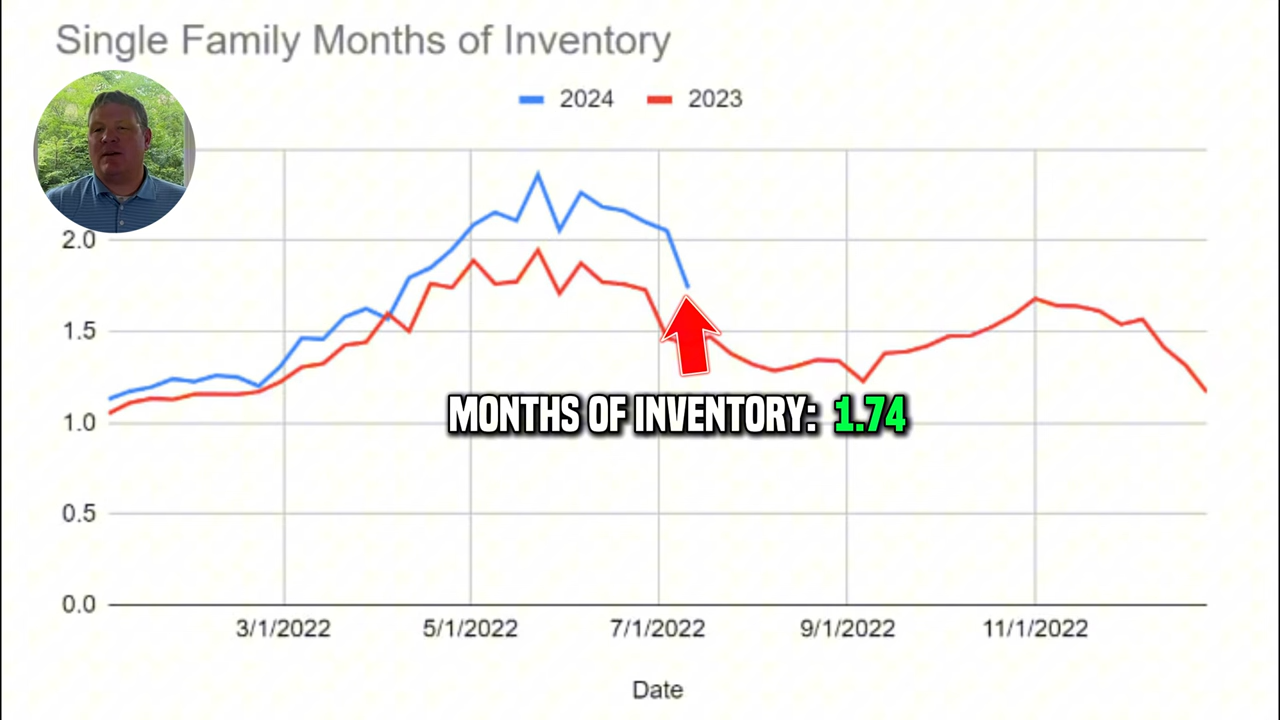 Single Family Months of Inventory
2024 2023
2.0
1.5
MONTHS OF INVENTORY: 1.74
1.0
0.5
0.0
3/1/2022 5/1/2022 7/1/2022 9/1/2022 11/1/2022
Date